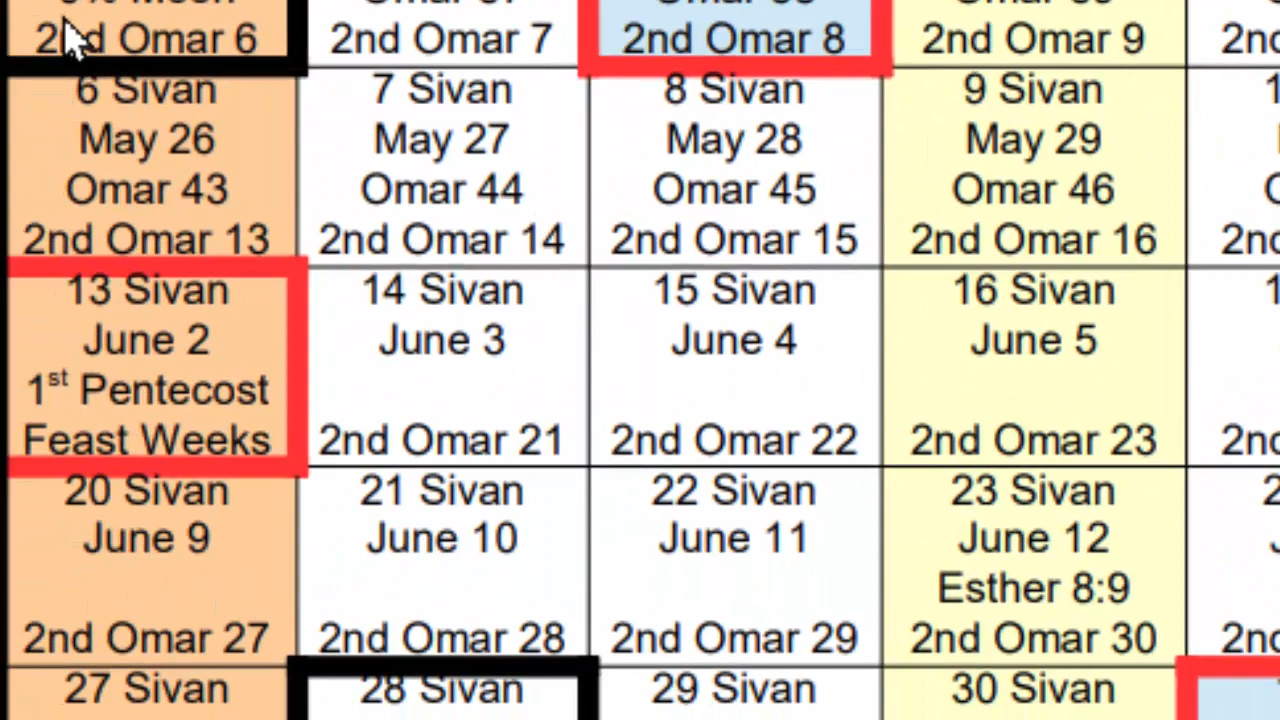 2nd Omar 6
2nd Omar 7
2nd Omar 8
2nd Omar 9
6 Sivan
May 26
Omar 43
2nd Omar 13
7 Sivan
May 27
Omar 44
2nd Omar 14
8 Sivan
May 28
Omar 45
2nd Omar 15
9 Sivan
May 29
Omar 46
2nd Omar 16
13 Sivan
June 2
1st Pentecost
Feast Weeks
14 Sivan
June 3
2nd Omar 21
15 Sivan
June 4
2nd Omar 22
16 Sivan
June 5
2nd Omar 23
20 Sivan
June 9
2nd Omar 27
21 Sivan
June 10
2nd Omar 28
22 Sivan
June 11
2nd Omar 29
23 Sivan
June 12
Esther 8:9
2nd Omar 30
27 Sivan
28 Sivan
29 Sivan
30 Sivan